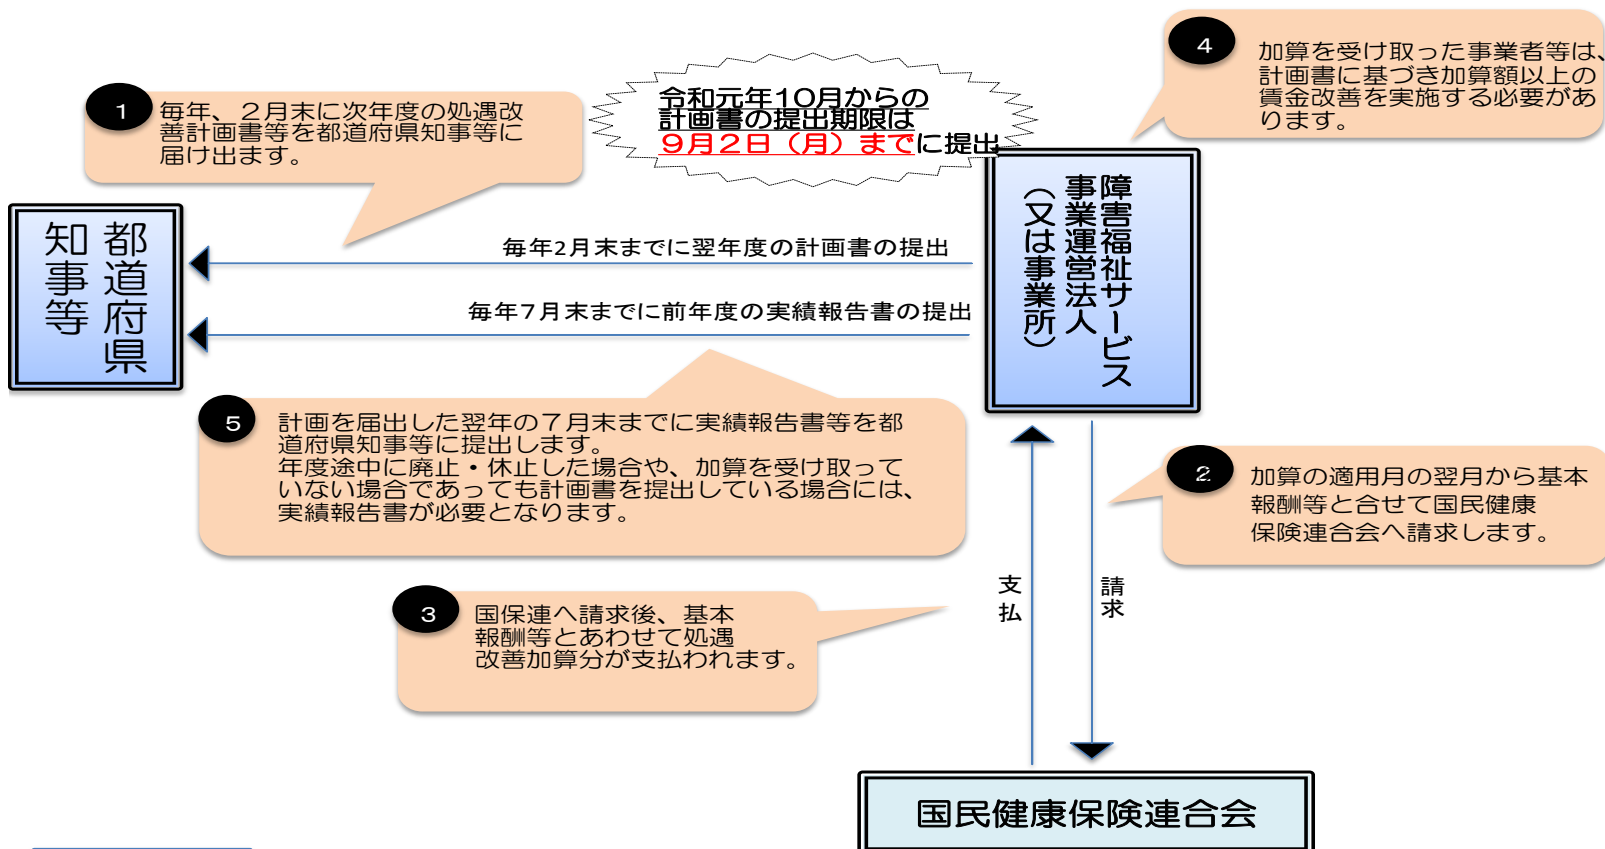 1
毎年、２月末に次年度の処遇改
善計画書等を都道府県知事等に
届け出ます。
令和元年10月からの
計画書の提出期限は
９月２日（月）までに提出
4
加算を受け取った事業者等は、
計画書に基づき加算額以上の
賃金改善を実施する必要があ
ります。
都道府県
知事等
毎年2月末までに翌年度の計画書の提出
毎年7月末までに前年度の実績報告書の提出
障害福祉サービス
事業運営法人
（又は事業所）
5
計画を届出した翌年の７月末までに実績報告書等を都
道府県知事等に提出します。
年度途中に廃止・休止した場合や、加算を受け取って
いない場合であっても計画書を提出している場合には、
実績報告書が必要となります。
2
加算の適用月の翌月から基本
報酬等と合せて国民健康
保険連合会へ請求します。
支払
請求
3
国保連へ請求後、基本
報酬等とあわせて処遇
改善加算分が支払われます。
国民健康保険連合会